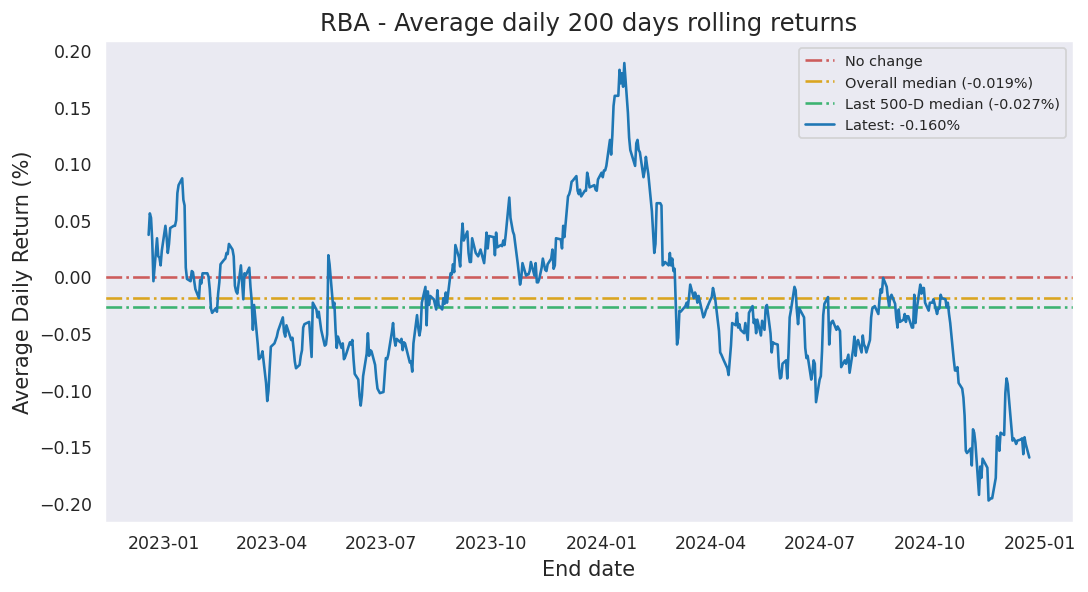 RBA - Average daily 200 days rolling returns
Average Daily Return (%)
0.20
0.15
0.10
0.05
0.00
−0.05
−0.10
−0.15
−0.20
No change
Overall median (-0.019%)
Last 500-D median (-0.027%)
Latest: -0.160%
2023-01
2023-04
2023-07
2023-10
2024-01
2024-04
2024-07
2024-10
2025-01
End date